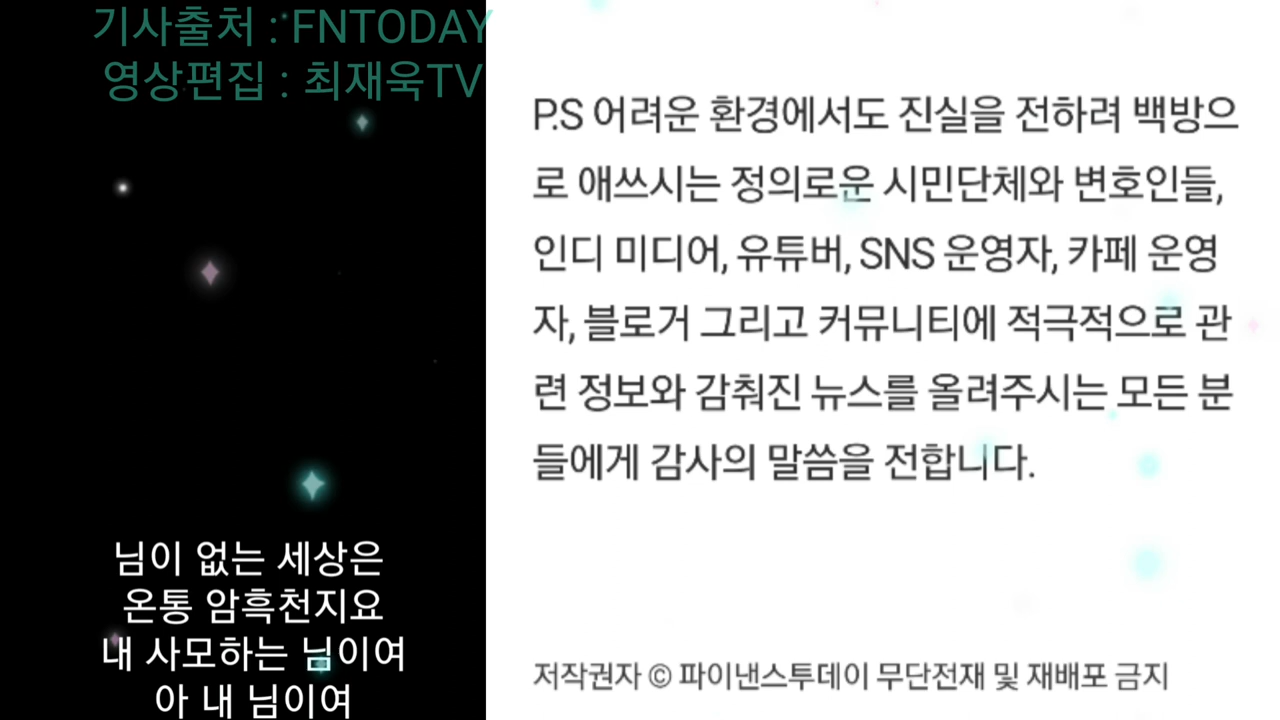 기사출처 : FNTODAY
영상편집 : 최재욱TV
님이 없는 세상은
온통 암흑천지요
내 사모하는 님이여
아 내 님이여
P.S 어려운 환경에서도 진실을 전하려 백방으
로 애쓰시는 정의로운 시민단체와 변호인들,
인디 미디어, 유튜버, SNS 운영자, 카페 운영
자, 블로거 그리고 커뮤니티에 적극적으로 관
련 정보와 감춰진 뉴스를 올려주시는 모든 분
들에게 감사의 말씀을 전합니다.
저작권자 © 파이낸스투데이 무단전재 및 재배포 금지